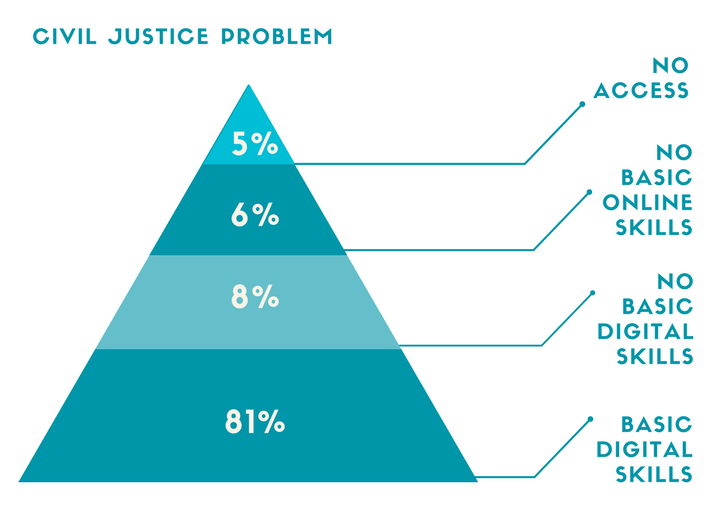 CIVIL JUSTICE PROBLEM
NO
ACCESS
5%
NO
BASIC
ONLINE
SKILLS
6%
NO
BASIC
DIGITAL
SKILLS
8%
BASIC
DIGITAL
SKILLS
81%